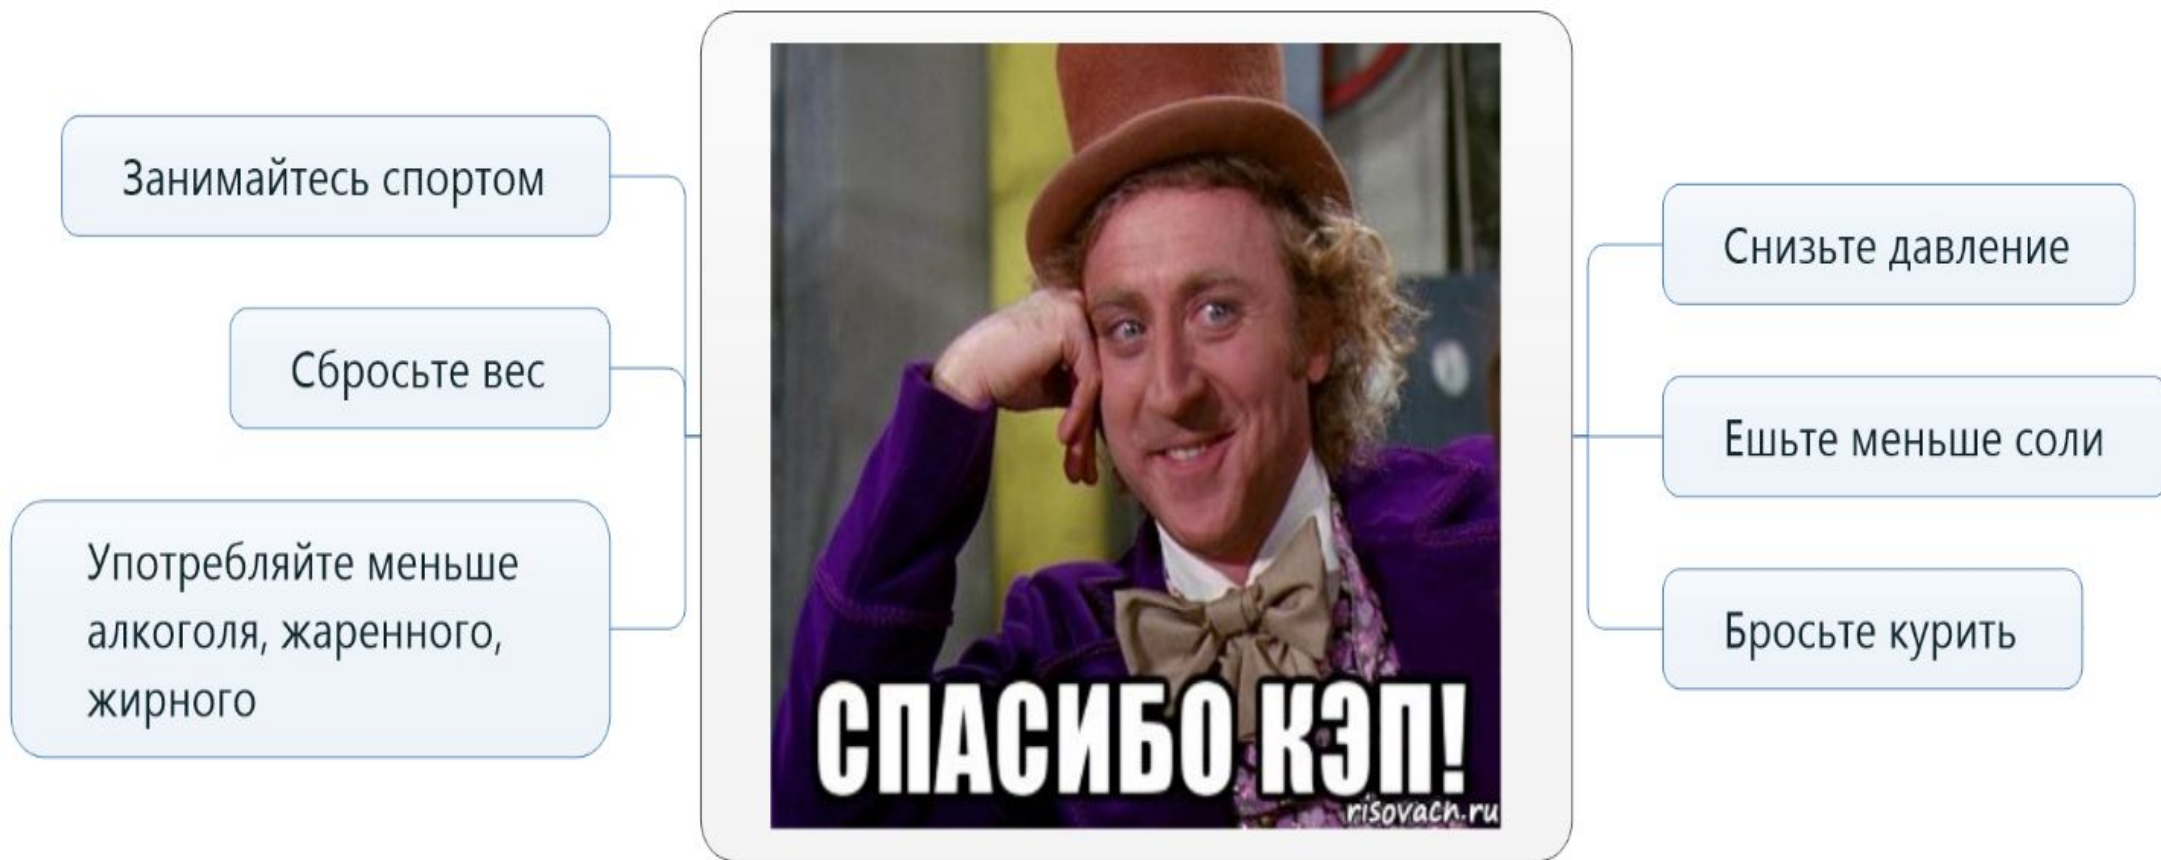 Занимайтесь спортом
Сбросьте вес
Употребляйте меньше
алкоголя, жаренного,
жирного
СПАСИБО КЭП!
risovach.ru
Снизьте давление
Ешьте меньше соли
Бросьте курить